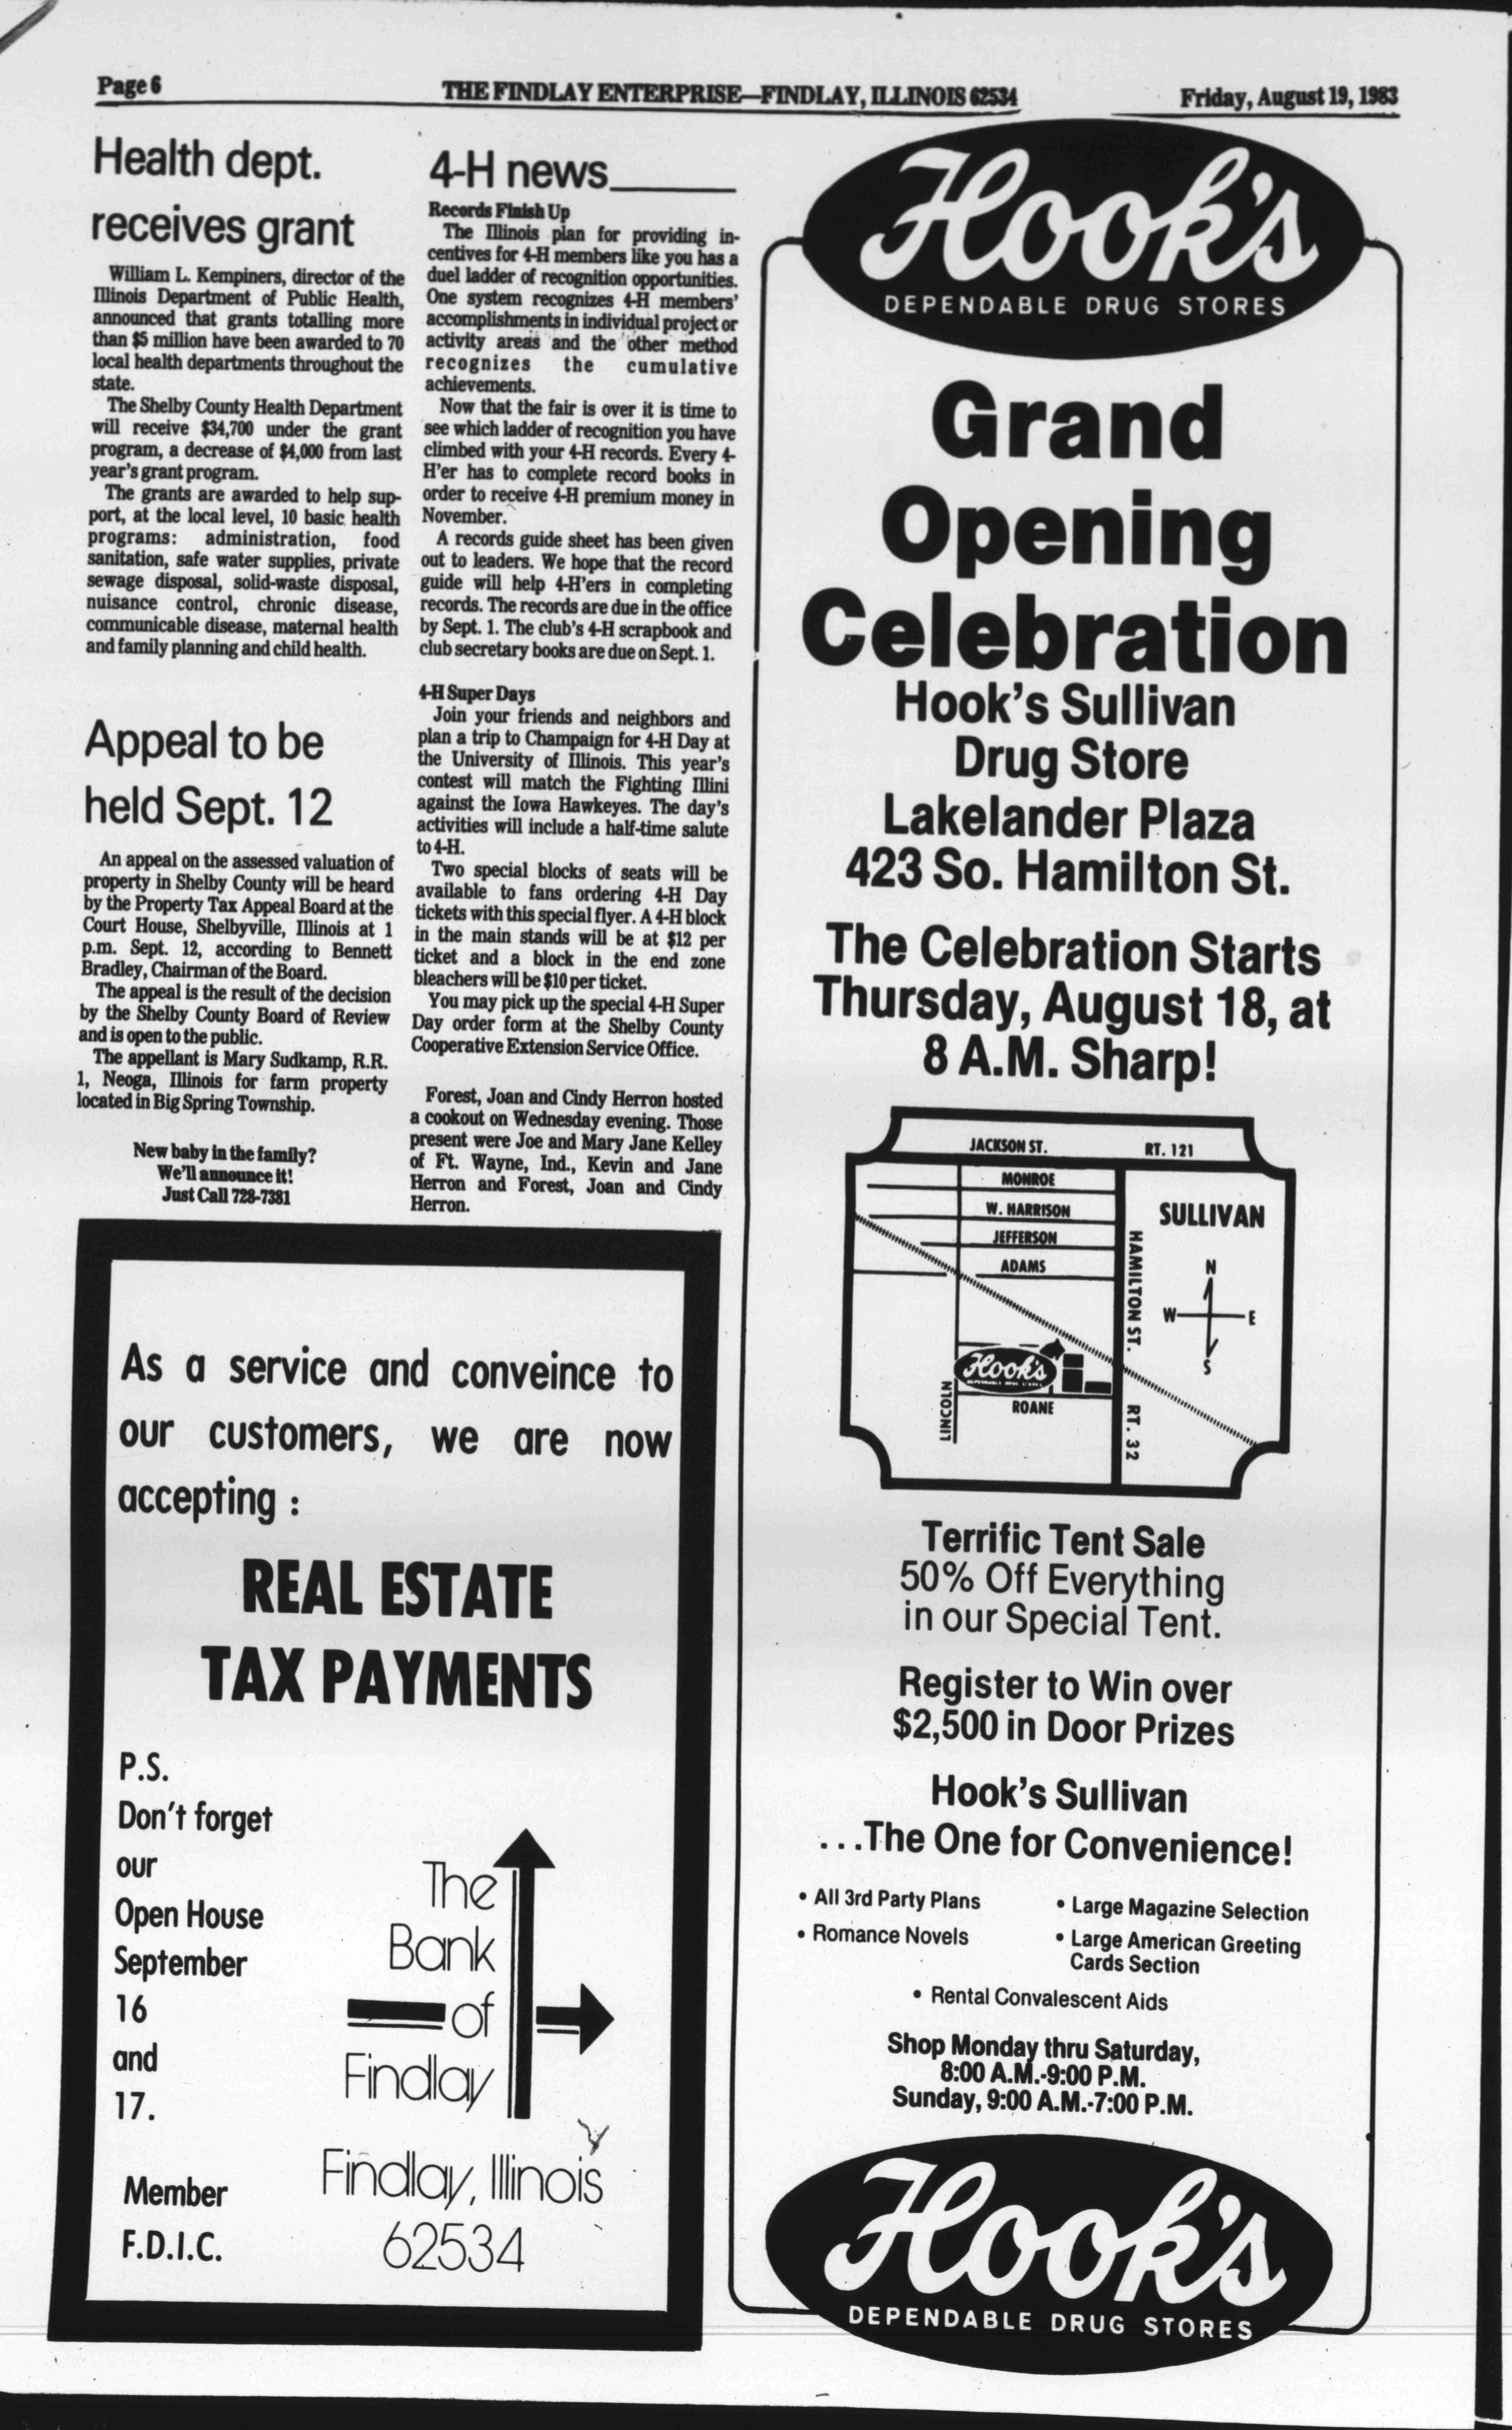 Page 6
THE FINDLAY ENTERPRISE—FINDLAY, ILLINOIS 62534
Friday, August 19, 1983
Health dept.
receives grant
William L. Kempiners, director of the
Illinois Department of Public Health,
announced that grants totalling more
than $5 million have been awarded to 70
local health departments throughout the
state.
The Shelby County Health Department
will receive $34,700 under the grant
program, a decrease of $4,000 from last
year's grant program.
The grants are awarded to help sup-
port, at the local level, 10 basic health
programs: administration, food
sanitation, safe water supplies, private
sewage disposal, solid-waste disposal,
nuisance control, chronic disease,
communicable disease, maternal health
and family planning and child health.
Appeal to be
held Sept. 12
An appeal on the assessed valuation of
property in Shelby County will be heard
by the Property Tax Appeal Board at the
Court House, Shelbyville, Illinois at 1
p.m. Sept. 12, according to Bennett
Bradley, Chairman of the Board.
The appeal is the result of the decision
by the Shelby County Board of Review
and is open to the public.
The appellant is Mary Sudkamp, R.R.
1, Neoga, Illinois for farm property
located in Big Spring Township.
New baby in the family?
We'll announce it!
Just Call 728-7381
4-H news
Records Finish Up
The Illinois plan for providing in-
centives for 4-H members like you has a
duel ladder of recognition opportunities.
One system recognizes 4-H members'
accomplishments in individual project or
activity areas and the other method
recognizes the cumulative
achievements.
Now that the fair is over it is time to
see which ladder of recognition you have
climbed with your 4-H records. Every 4-
H'er has to complete record books in
order to receive 4-H premium money in
November.
A records guide sheet has been given
out to leaders. We hope that the record
guide will help 4-H'ers in completing
records. The records are due in the office
by Sept. 1. The club's 4-H scrapbook and
club secretary books are due on Sept. 1.
4-H Super Days
Join your friends and neighbors and
plan a trip to Champaign for 4-H Day at
the University of Illinois. This year's
contest will match the Fighting Illini
against the Iowa Hawkeyes. The day's
activities will include a half-time salute
to 4-H.
Two special blocks of seats will be
available to fans ordering 4-H Day
tickets with this special flyer. A 4-H block
in the main stands will be at $12 per
ticket and a block in the end zone
bleachers will be $10 per ticket.
You may pick up the special 4-H Super
Day order form at the Shelby County
Cooperative Extension Service Office.
Forest, Joan and Cindy Herron hosted
a cookout on Wednesday evening. Those
present were Joe and Mary Jane Kelley
of Ft. Wayne, Ind., Kevin and Jane
Herron and Forest, Joan and Cindy
Herron.
As a service and conveince to
our customers, we are now
accepting :
REAL ESTATE
TAX PAYMENTS
P.S.
Don't forget
our
Open House
September
16
and
17.
Member
F.D.I.C.
The
Bank
of
Findlay
Findlay, Illinois
62534
Hook's
DEPENDABLE DRUG STORES
Grand
Opening
Celebration
Hook's Sullivan
Drug Store
Lakelander Plaza
423 So. Hamilton St.
The Celebration Starts
Thursday, August 18, at
8 A.M. Sharp!
JACKSON ST.
RT. 121
MONROE
W. HARRISON
JEFFERSON
ADAMS
HAMILTON ST.
SULLIVAN
N
W
E
S
Hook's
LINCOLN
ROANE
RT. 32
Terrific Tent Sale
50% Off Everything
in our Special Tent.
Register to Win over
$2,500 in Door Prizes
Hook's Sullivan
...The One for Convenience!
• All 3rd Party Plans
• Romance Novels
• Large Magazine Selection
• Large American Greeting
Cards Section
• Rental Convalescent Aids
Shop Monday thru Saturday,
8:00 A.M.-9:00 P.M.
Sunday, 9:00 A.M.-7:00 P.M.
Hook's
DEPENDABLE DRUG STORES